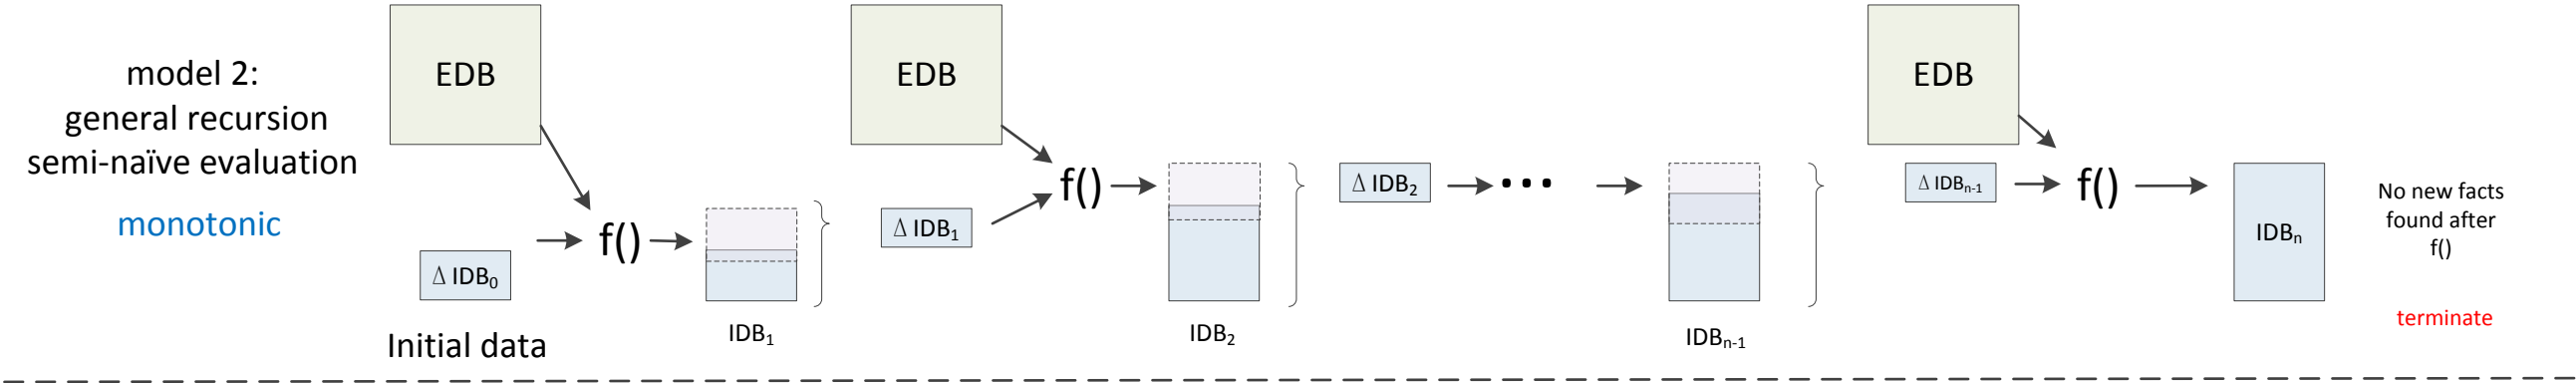 model 2:
general recursion
semi-naïve evaluation
monotonic
EDB
Δ IDB0
Initial data
f()
IDB1
EDB
Δ IDB1
f()
IDB2
Δ IDB2
...
IDBn-1
EDB
Δ IDBn-1
f()
IDBn
No new facts
found after
f()
terminate